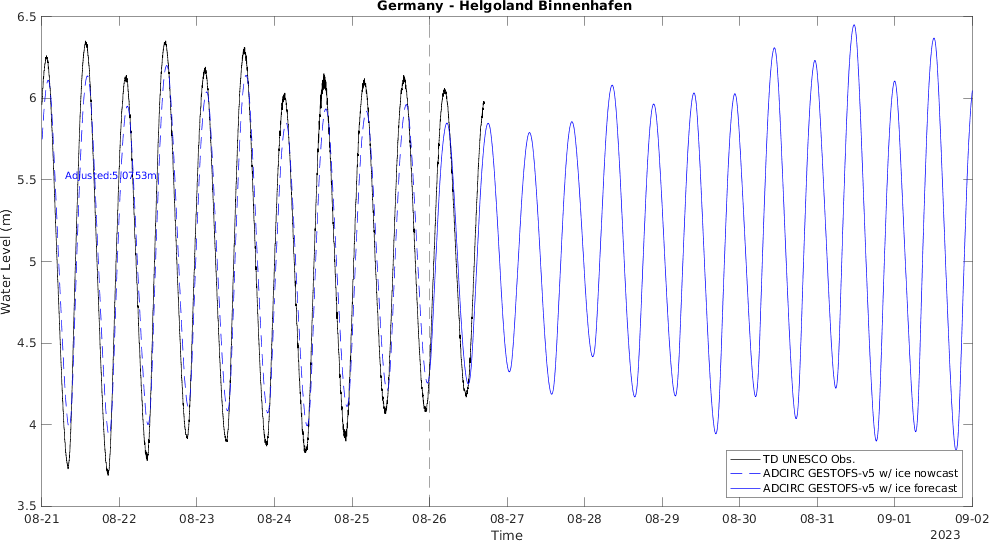 Germany - Helgoland Binnenhafen
6.5
6
5.5
5
4.5
4
3.5
Water Level (m)
Adjusted:5.0753m
TD UNESCO Obs.
ADCIRC GESTOFS-v5 w/ ice nowcast
ADCIRC GESTOFS-v5 w/ ice forecast
08-21 08-22 08-23 08-24 08-25 08-26 08-27 08-28 08-29 08-30 08-31 09-01 09-02
Time
2023